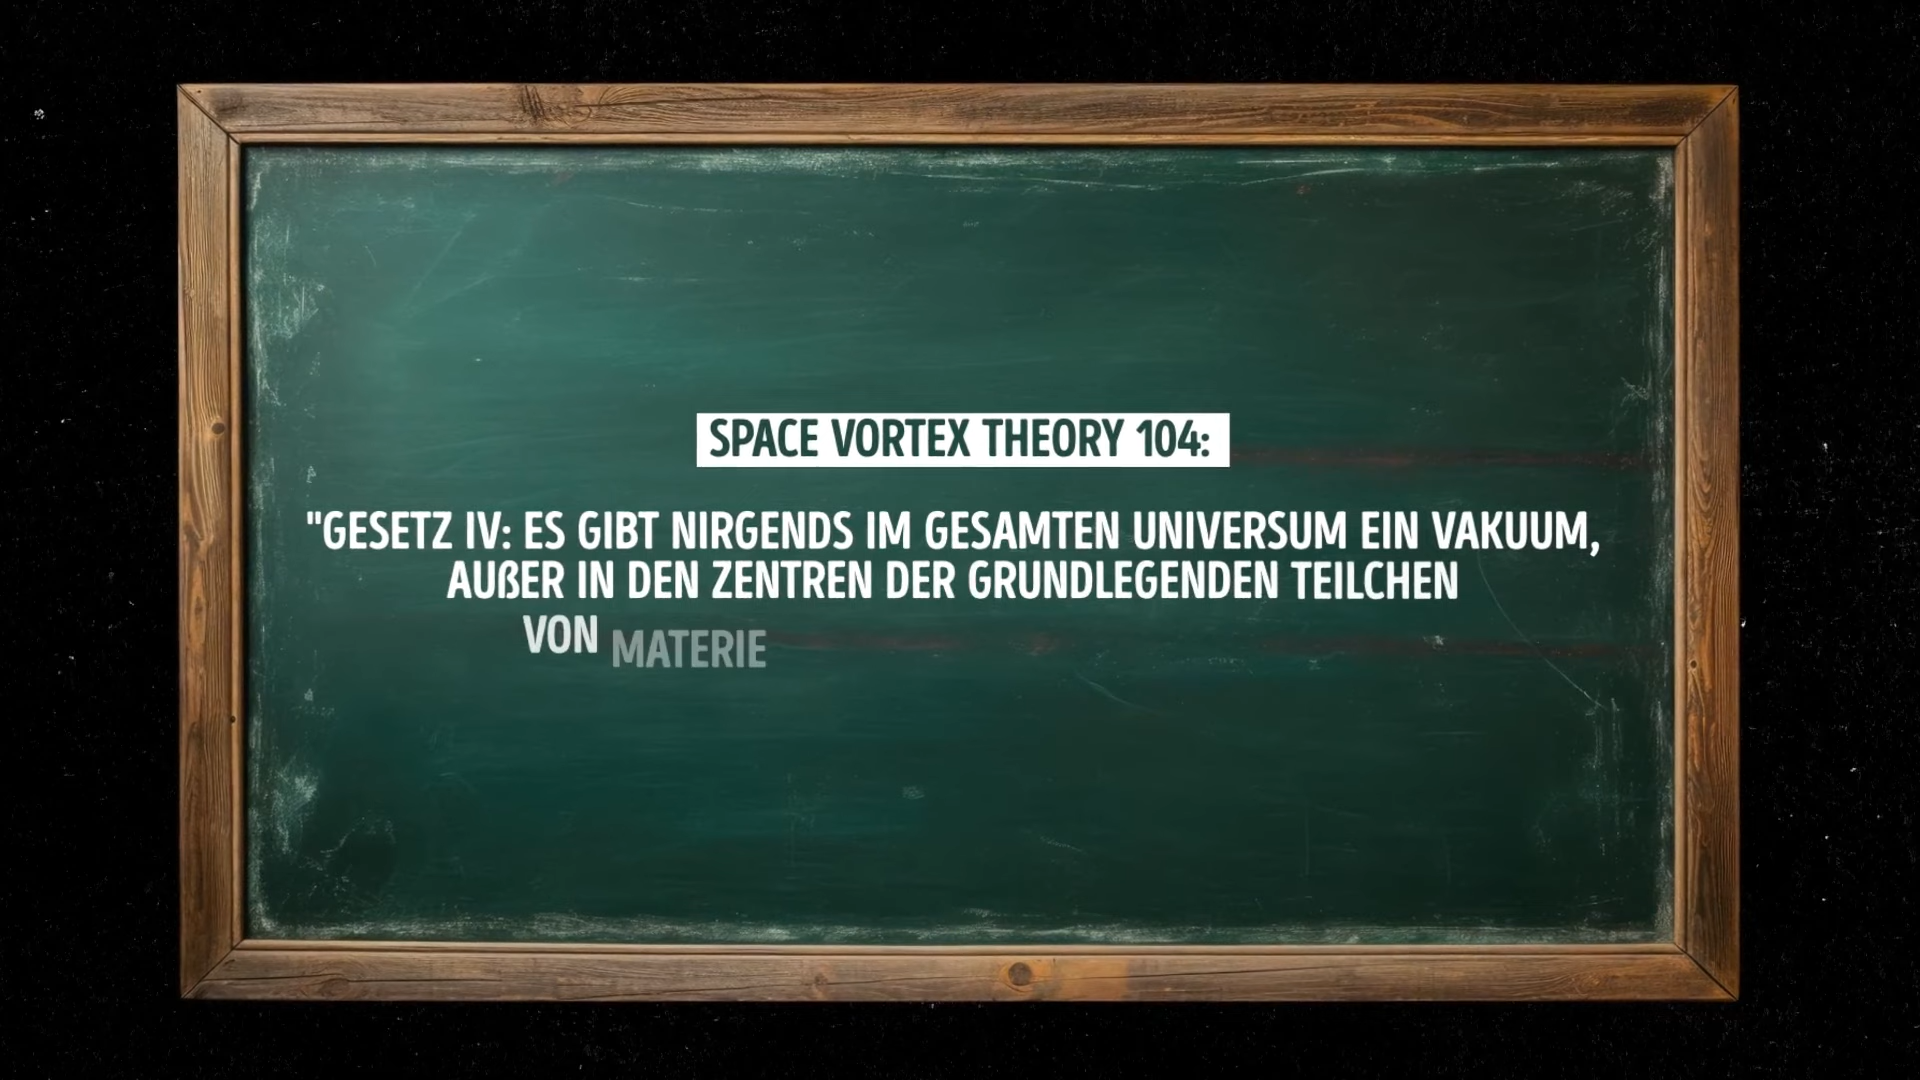 SPACE VORTEX THEORY 104:
"GESETZ IV: ES GIBT NIRGENDS IM GESAMTEN UNIVERSUM EIN VAKUUM,
AUßER IN DEN ZENTREN DER GRUNDLEGENDEN TEILCHEN
VON MATERIE